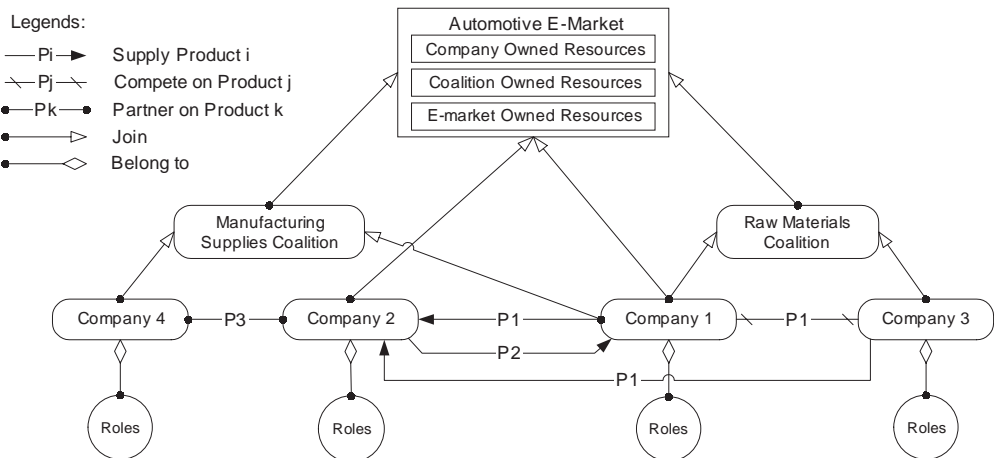 Legends:
Pi
Supply Product i
Pj
Compete on Product j
Pk
Partner on Product k
Join
Belong to
Automotive E-Market
Company Owned Resources
Coalition Owned Resources
E-market Owned Resources
Manufacturing
Supplies Coalition
Raw Materials
Coalition
Company 4
P3
Company 2
P1
P2
Company 1
P1
Company 3
P1
Roles
Roles
Roles
Roles